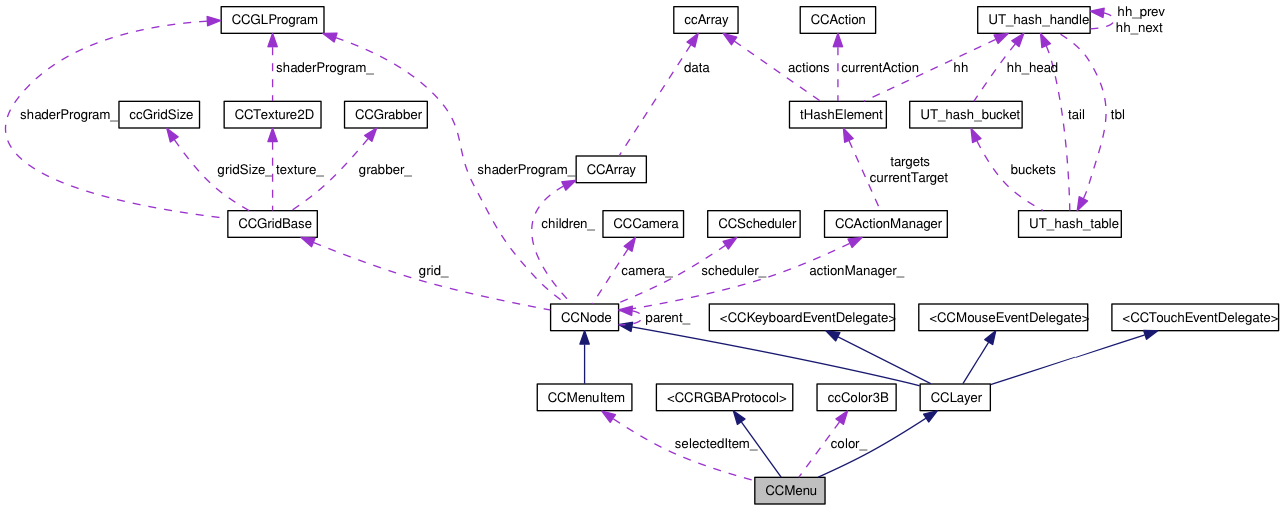 CCGLProgram
ccArray
CCAction
UT_hash_handle
hh_prev
hh_next
shaderProgram_
data
actions
currentAction
hh
hh_head
shaderProgram_
ccGridSize
CCTexture2D
CCGrabber
tHashElement
UT_hash_bucket
tail
tbl
gridSize_
texture_
grabber_
shaderProgram_
CCArray
targets
currentTarget
buckets
CCGridBase
children_
CCCamera
CCScheduler
CCActionManager
UT_hash_table
grid_
camera_
scheduler_
actionManager_
CCNode
parent_
<CCKeyboardEventDelegate>
<CCMouseEventDelegate>
<CCTouchEventDelegate>
CCMenuItem
<CCRGBAProtocol>
ccColor3B
CCLayer
selectedItem_
color_
CCMenu